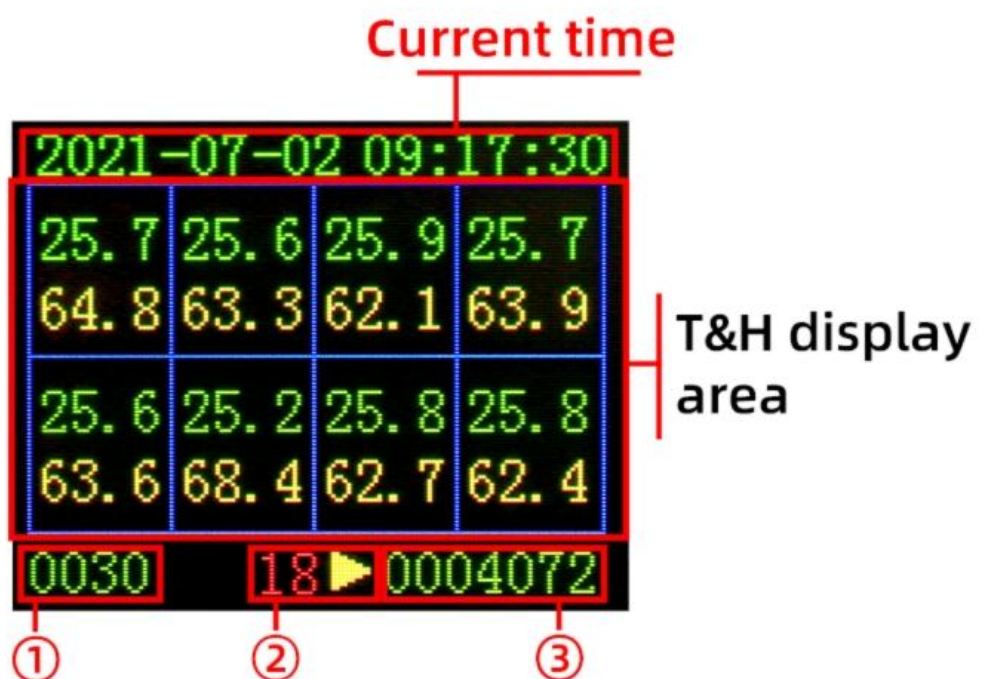 Current time
2021-07-02 09:17:30
25.7 25.6 25.9 25.7
64.8 63.3 62.1 63.9
T&H display
area
25.6 25.2 25.8 25.8
63.6 68.4 62.7 62.4
0030 18 0004072
① ② ③